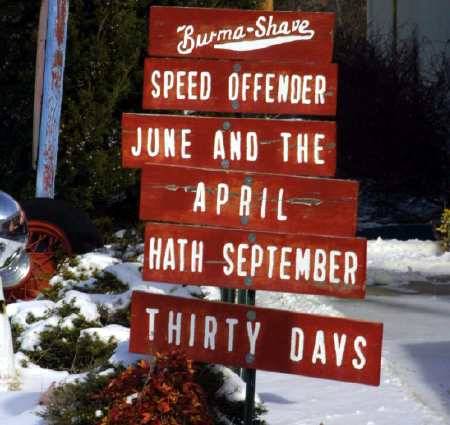 Burma-Shave
SPEED OFFENDER
JUNE AND THE
APRIL
HATH SEPTEMBER
THIRTY DAYS